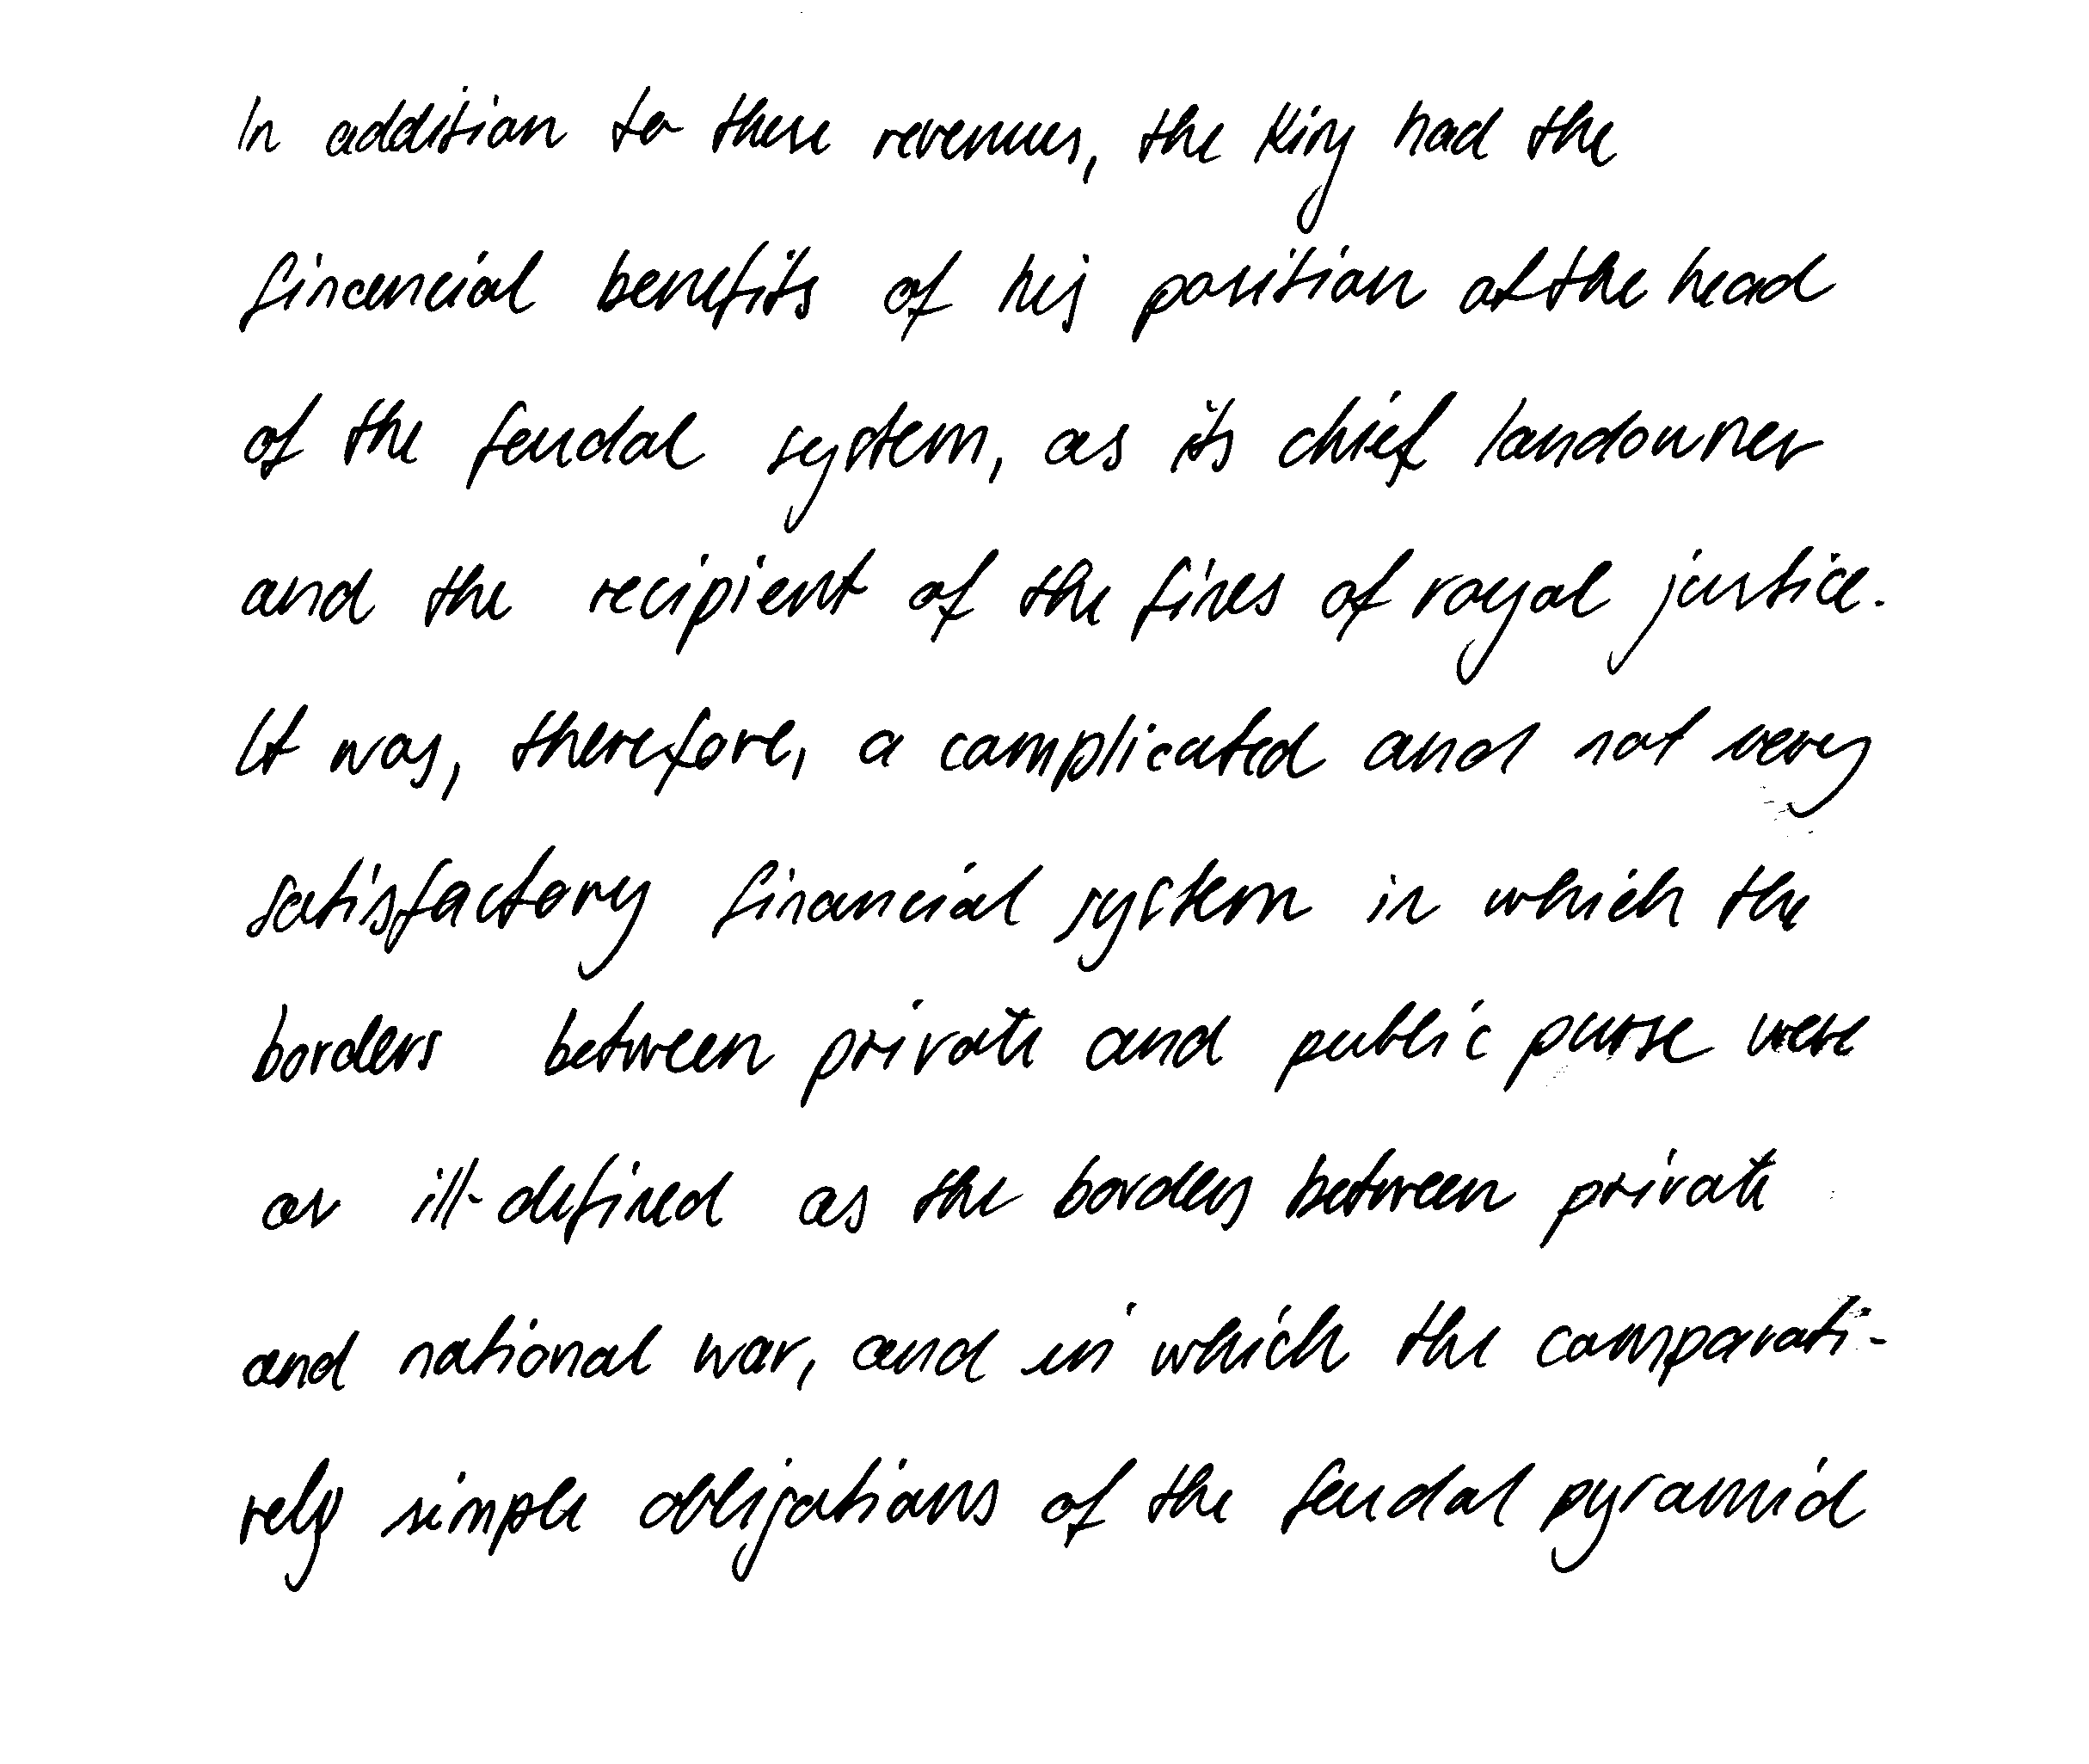 In addition to these revenues, the King had the
financial benefits of his position at the head
of the feudal system, as its chief landowner
and the recipient of the fines of royal justice.
It was, therefore, a complicated and not very
satisfactory financial system in which the
borders between private and public purse were
as ill-defined as the borders between private
and national war, and in which the comparati-
vely simple obligations of the feudal pyramid